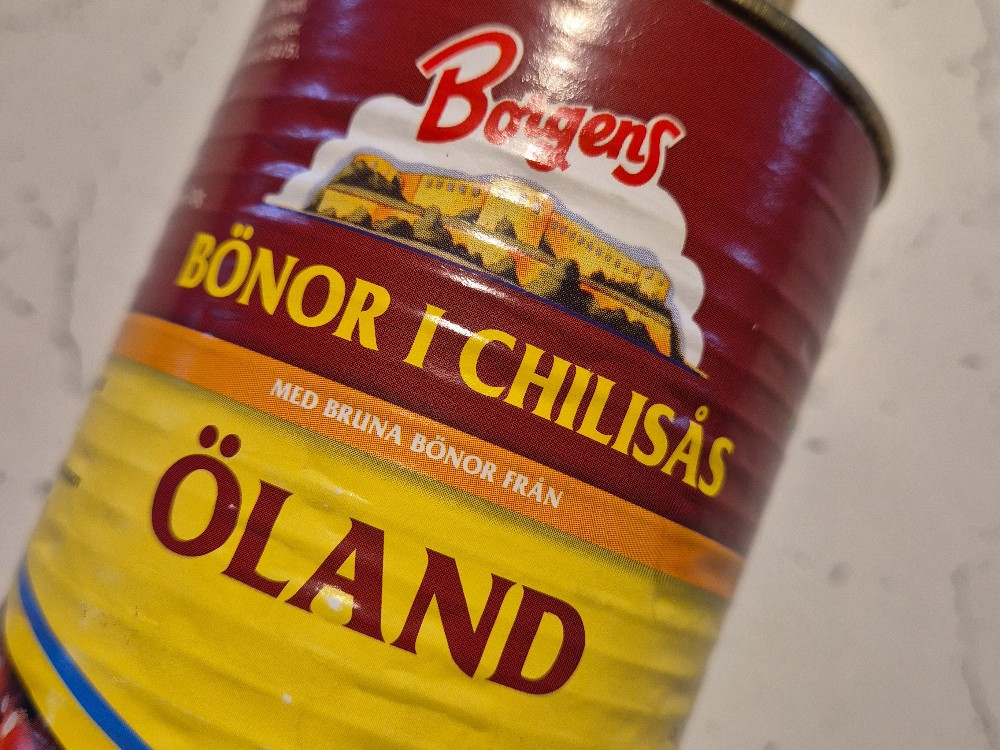 Borgens
BÖNOR I CHILISÅS
MED BRUNA BÖNOR FRÅN
ÖLAND